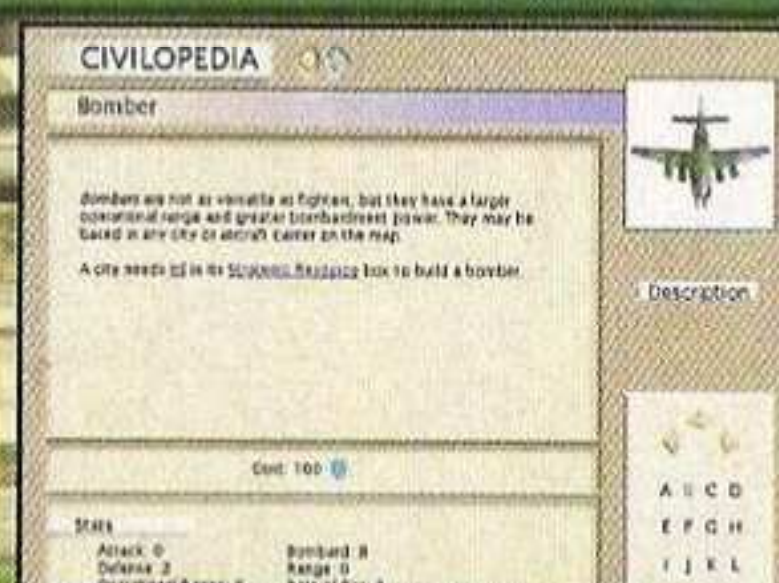 CIVILOPEDIA
Bomber
Bombers are not as versatile as fighters, but they have a larger
operational range and greater bombardment power. They may be
based in any city or aircraft carrier on the map.
A city needs oil in its Strategic Resource box to build a bomber.
Description
Cost: 100
Stats
Attack: 0
Bombard: 8
Defense: 2
Range: 0
A B C D
E F G H
I J K L